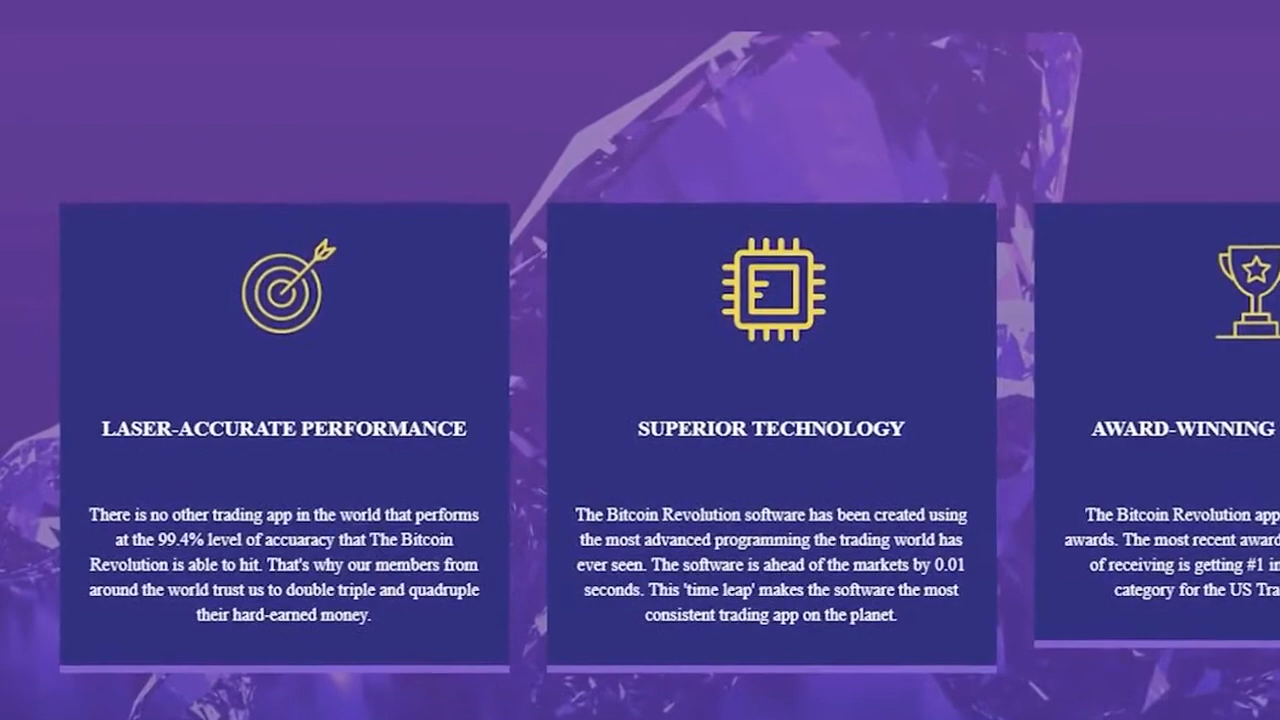 LASER-ACCURATE PERFORMANCE
There is no other trading app in the world that performs
at the 99.4% level of accuaracy that The Bitcoin
Revolution is able to hit. That's why our members from
around the world trust us to double triple and quadruple
their hard-earned money.
SUPERIOR TECHNOLOGY
The Bitcoin Revolution software has been created using
the most advanced programming the trading world has
ever seen. The software is ahead of the markets by 0.01
seconds. This 'time leap' makes the software the most
consistent trading app on the planet.
AWARD-WINNING
The Bitcoin Revolution app
awards. The most recent award
of receiving is getting #1 in
category for the US Tra